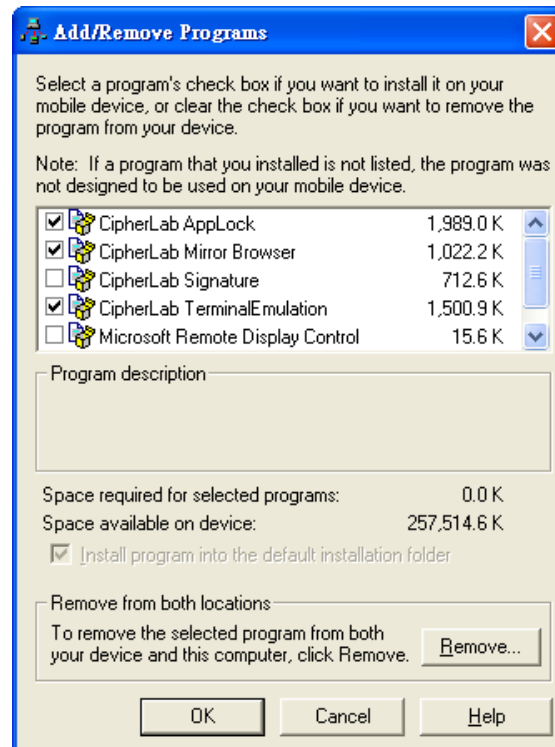 Add/Remove Programs
Select a program's check box if you want to install it on your
mobile device, or clear the check box if you want to remove the
program from your device.
Note: If a program that you installed is not listed, the program was
not designed to be used on your mobile device.
CipherLab AppLock 1,989.0 K
CipherLab Mirror Browser 1,022.2 K
CipherLab Signature 712.6 K
CipherLab TerminalEmulation 1,500.9 K
Microsoft Remote Display Control 15.6 K
Program description
Space required for selected programs: 0.0 K
Space available on device: 257,514.6 K
Install program into the default installation folder
Remove from both locations
To remove the selected program from both
your device and this computer, click Remove.
Remove...
OK Cancel Help